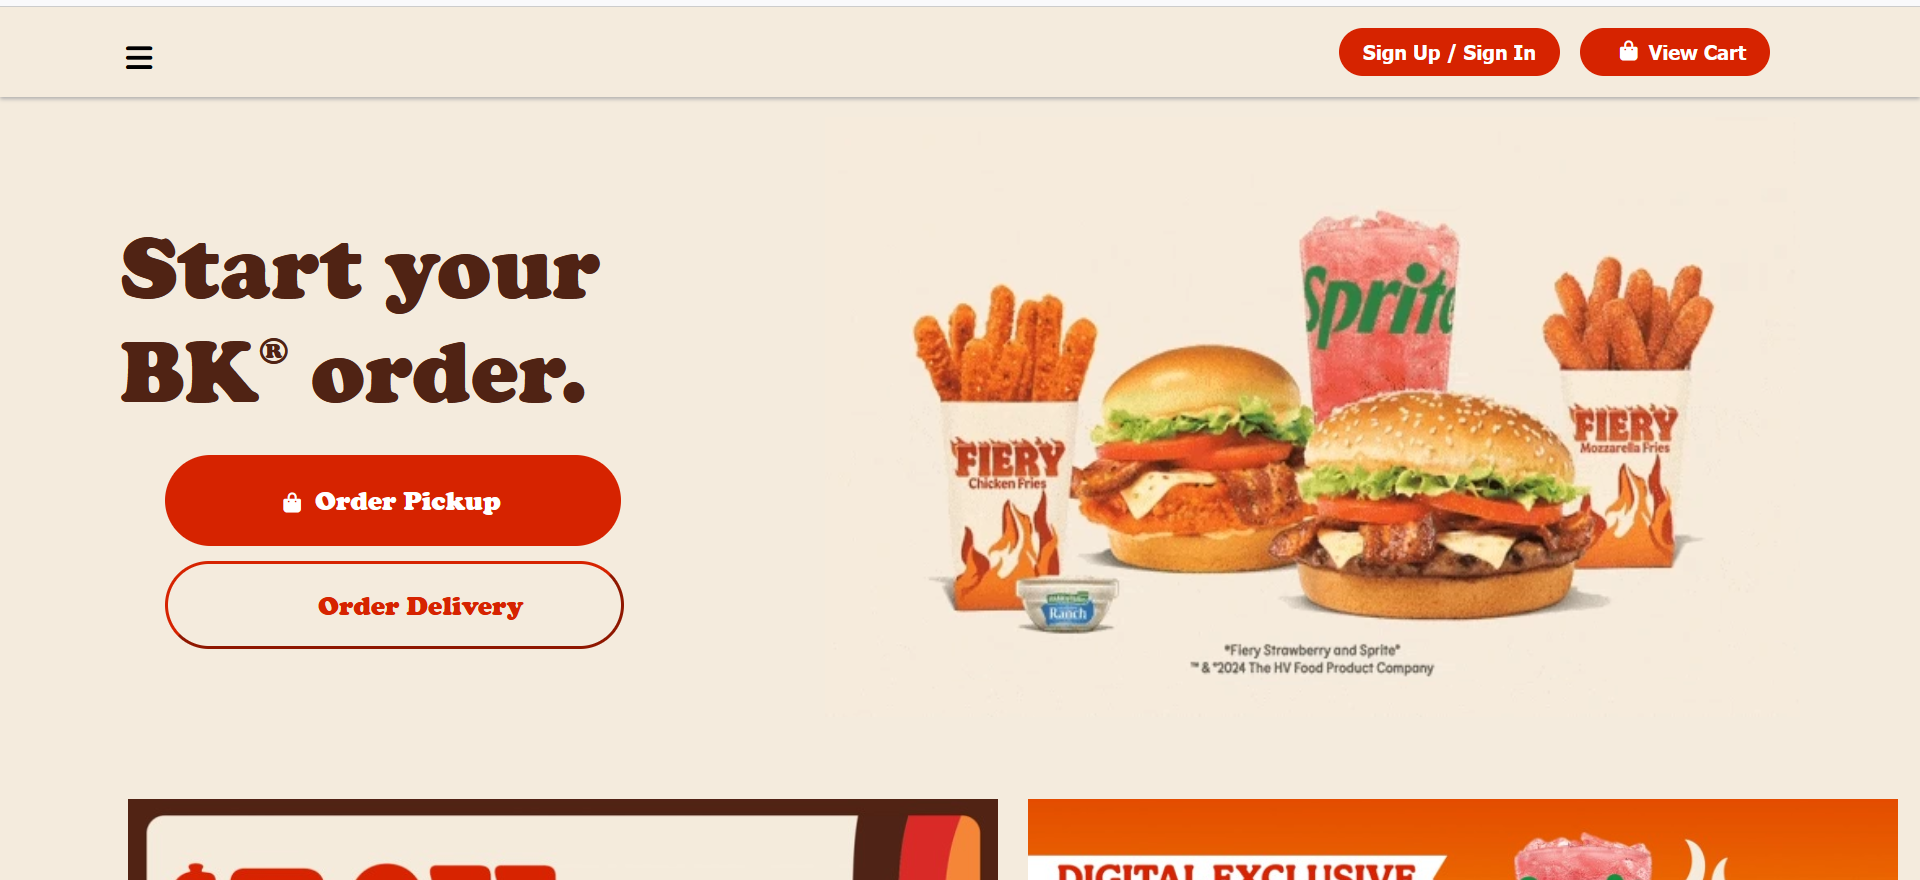 Sign Up / Sign In
View Cart
Start your
BK® order.
Order Pickup
Order Delivery
Sprite
FIERY
Chicken Fries
FIERY
Mozzarella Fries
Ranch
*Fiery Strawberry and Sprite*
™ & ®2024 The HV Food Product Company
DIGITAL EXCLUSIVE